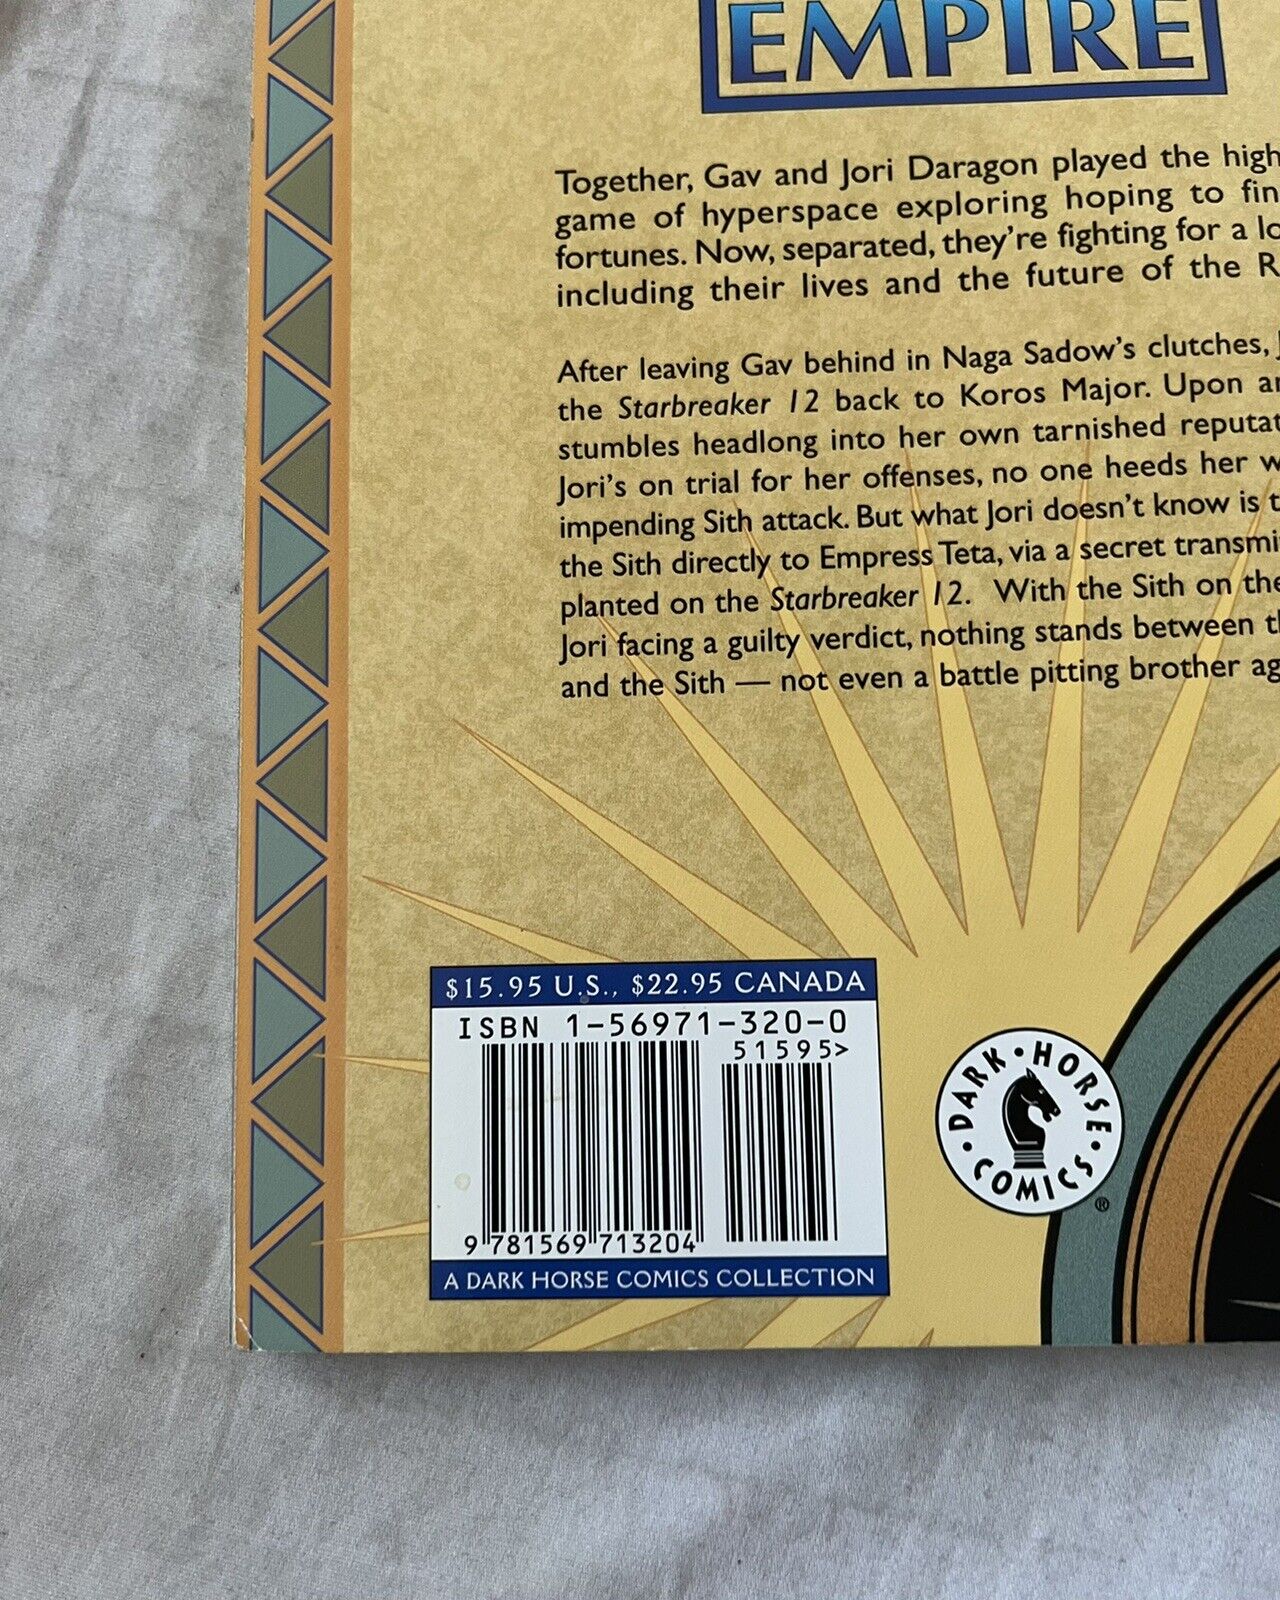 EMPIRE
Together, Gav and Jori Daragon played the high
game of hyperspace exploring hoping to fin
fortunes. Now, separated, they're fighting for a lo
including their lives and the future of the R
After leaving Gav behind in Naga Sadow's clutches, J
the Starbreaker 12 back to Koros Major. Upon ar
stumbles headlong into her own tarnished reputat
Jori's on trial for her offenses, no one heeds her w
impending Sith attack. But what Jori doesn't know is t
the Sith directly to Empress Teta, via a secret transmi
planted on the Starbreaker 12. With the Sith on the
Jori facing a guilty verdict, nothing stands between th
and the Sith — not even a battle pitting brother ag
$15.95 U.S., $22.95 CANADA
ISBN 1-56971-320-0
51595>
9 781569 713204
A DARK HORSE COMICS COLLECTION
DARK • HORSE • COMICS •
®